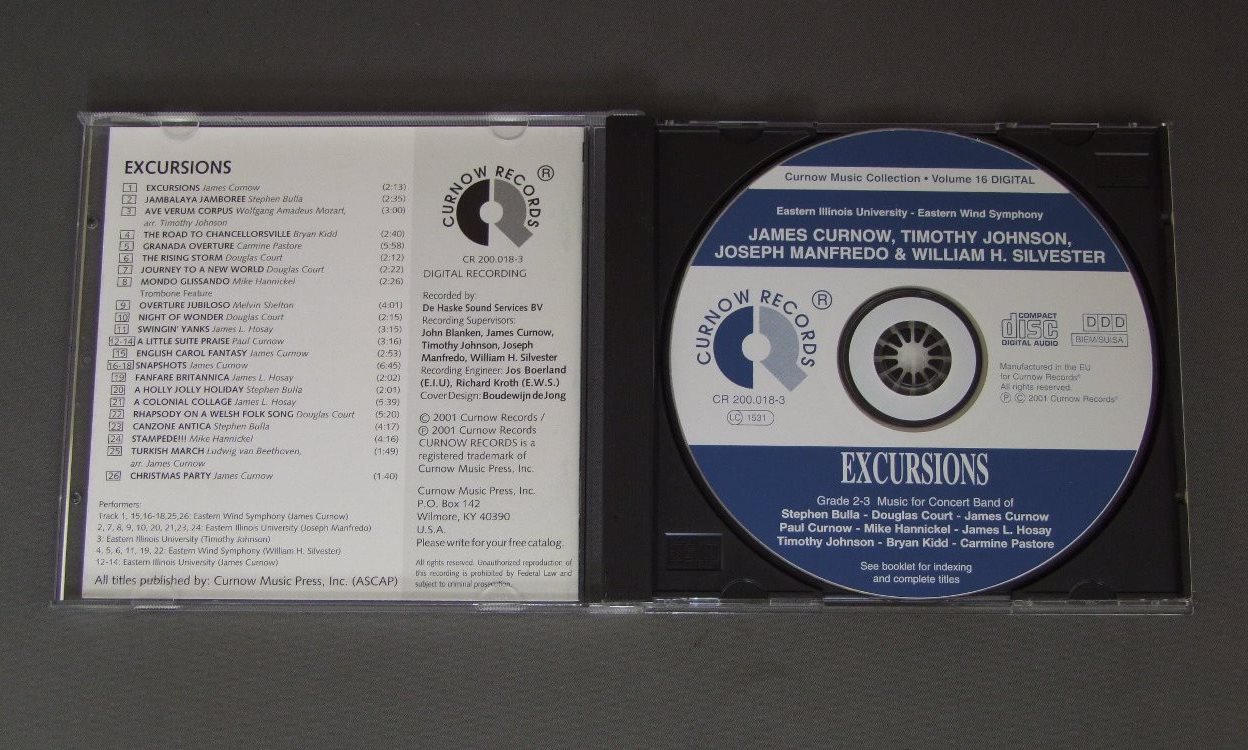 EXCURSIONS
1 EXCURSIONS James Curnow (2:13)
2 JAMBALAYA JAMBOREE Stephen Bulla (2:35)
3 AVE VERUM CORPUS Wolfgang Amadeus Mozart, (3:00)
arr. Timothy Johnson
4 THE ROAD TO CHANCELLORSVILLE Bryan Kidd (2:40)
5 GRANADA OVERTURE Carmine Pastore (5:58)
6 THE RISING STORM Douglas Court (2:12)
7 JOURNEY TO A NEW WORLD Douglas Court (2:22)
8 MONDO GLISSANDO Mike Hannickel (2:26)
Trombone Feature
9 OVERTURE JUBILOSO Melvin Shelton (4:01)
10 NIGHT OF WONDER Douglas Court (2:15)
11 SWINGIN' YANKS James L. Hosay (3:15)
12-14 A LITTLE SUITE PRAISE Paul Curnow (3:16)
15 ENGLISH CAROL FANTASY James Curnow (2:53)
16-18 SNAPSHOTS James Curnow (6:45)
19 FANFARE BRITANNICA James L. Hosay (2:02)
20 A HOLLY JOLLY HOLIDAY Stephen Bulla (2:01)
21 A COLONIAL COLLAGE James L. Hosay (5:39)
22 RHAPSODY ON A WELSH FOLK SONG Douglas Court (5:20)
23 CANZONE ANTICA Stephen Bulla (4:17)
24 STAMPEDE!!! Mike Hannickel (4:16)
25 TURKISH MARCH Ludwig van Beethoven, (1:49)
arr. James Curnow
26 CHRISTMAS PARTY James Curnow (1:40)
Performers:
Track 1, 15,16-18,25,26: Eastern Wind Symphony (James Curnow)
2, 7, 8, 9, 10, 20, 21,23, 24: Eastern Illinois University (Joseph Manfredo)
3: Eastern Illinois University (Timothy Johnson)
4, 5, 6, 11, 19, 22: Eastern Wind Symphony (William H. Silvester)
12-14: Eastern Illinois University (James Curnow)
All titles published by: Curnow Music Press, Inc. (ASCAP)
CURNOW RECORDS ®
CR 200.018-3
DIGITAL RECORDING
Recorded by:
De Haske Sound Services BV
Recording Supervisors:
John Blanken, James Curnow,
Timothy Johnson, Joseph
Manfredo, William H. Silvester
Recording Engineer: Jos Boerland
(E.I.U), Richard Kroth (E.W.S.)
Cover Design: Boudewijn de Jong
© 2001 Curnow Records /
℗ 2001 Curnow Records
CURNOW RECORDS is a
registered trademark of
Curnow Music Press, Inc.
Curnow Music Press, Inc.
P.O. Box 142
Wilmore, KY 40390
U.S.A.
Please write for your free catalog.
All rights reserved. Unauthorized reproduction of
this recording is prohibited by Federal Law and
subject to criminal prosecution.
Curnow Music Collection • Volume 16 DIGITAL
Eastern Illinois University - Eastern Wind Symphony
JAMES CURNOW, TIMOTHY JOHNSON,
JOSEPH MANFREDO & WILLIAM H. SILVESTER
CURNOW RECORDS ®
CR 200.018-3
LC 1531
COMPACT
disc
DIGITAL AUDIO
DDD
BIEM/SUISA
Manufactured in the EU
for Curnow Records®
All rights reserved.
℗ © 2001 Curnow Records®
EXCURSIONS
Grade 2-3 Music for Concert Band of
Stephen Bulla - Douglas Court - James Curnow
Paul Curnow - Mike Hannickel - James L. Hosay
Timothy Johnson - Bryan Kidd - Carmine Pastore
See booklet for indexing
and complete titles